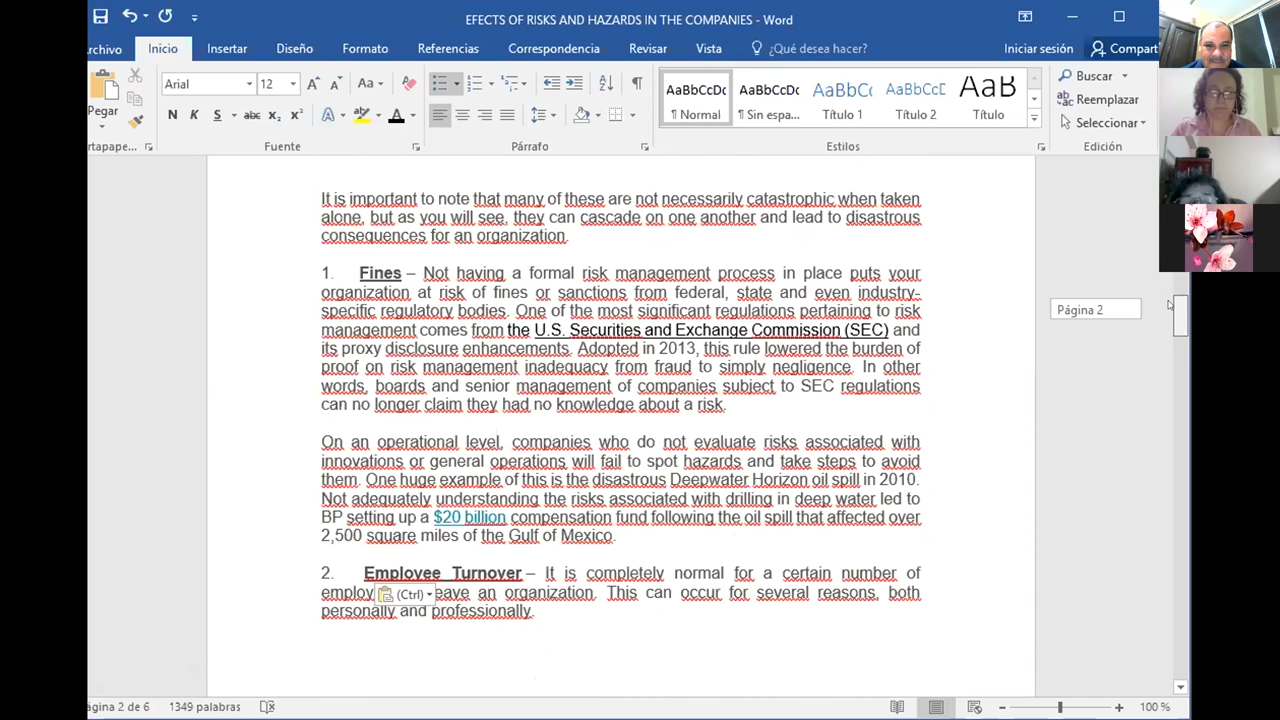 EFECTS OF RISKS AND HAZARDS IN THE COMPANIES - Word
Archivo Inicio Insertar Diseño Formato Referencias Correspondencia Revisar Vista ¿Qué desea hacer? Iniciar sesión Compart
Pegar
Arial 12 Aa
N K S abc x₂ x² A A
AaBbCcDc AaBbCcDc AaBbCc AaBbCcC AaB
¶ Normal ¶ Sin espa... Título 1 Título 2 Título
Buscar
Reemplazar
Seleccionar
rtapape... Fuente Párrafo Estilos Edición
It is important to note that many of these are not necessarily catastrophic when taken
alone, but as you will see, they can cascade on one another and lead to disastrous
consequences for an organization.
1. Fines – Not having a formal risk management process in place puts your
organization at risk of fines or sanctions from federal, state and even industry-
specific regulatory bodies. One of the most significant regulations pertaining to risk
management comes from the U.S. Securities and Exchange Commission (SEC) and
its proxy disclosure enhancements. Adopted in 2013, this rule lowered the burden of
proof on risk management inadequacy from fraud to simply negligence. In other
words, boards and senior management of companies subject to SEC regulations
can no longer claim they had no knowledge about a risk.
On an operational level, companies who do not evaluate risks associated with
innovations or general operations will fail to spot hazards and take steps to avoid
them. One huge example of this is the disastrous Deepwater Horizon oil spill in 2010.
Not adequately understanding the risks associated with drilling in deep water led to
BP setting up a $20 billion compensation fund following the oil spill that affected over
2,500 square miles of the Gulf of Mexico.
2. Employee Turnover – It is completely normal for a certain number of
employ (Ctrl) eave an organization. This can occur for several reasons, both
personally and professionally.
Página 2
ágina 2 de 6 1349 palabras 100 %